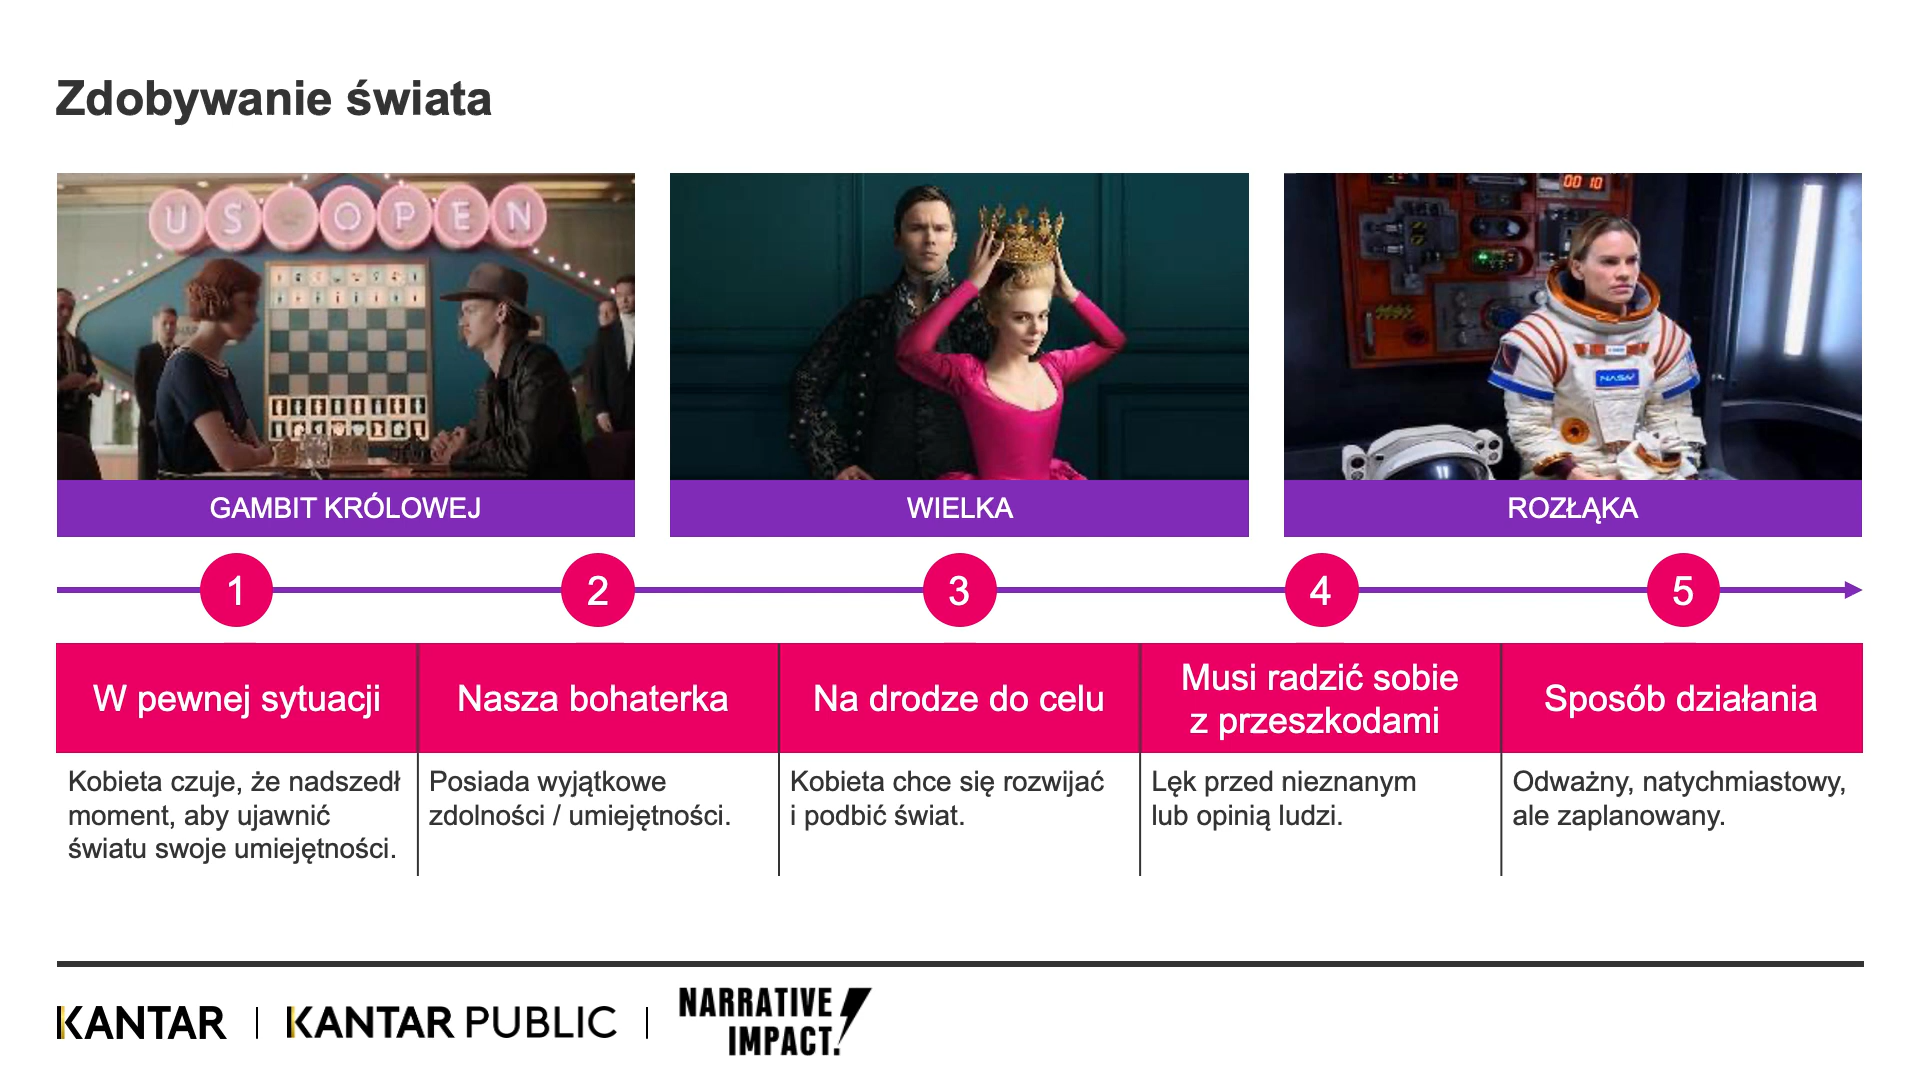 Zdobywanie świata
US OPEN
00 10
NASA
GAMBIT KRÓLOWEJ
WIELKA
ROZŁĄKA
1
2
3
4
5
W pewnej sytuacji
Nasza bohaterka
Na drodze do celu
Musi radzić sobie
z przeszkodami
Sposób działania
Kobieta czuje, że nadszedł
moment, aby ujawnić
światu swoje umiejętności.
Posiada wyjątkowe
zdolności / umiejętności.
Kobieta chce się rozwijać
i podbić świat.
Lęk przed nieznanym
lub opinią ludzi.
Odważny, natychmiastowy,
ale zaplanowany.
KANTAR
KANTAR PUBLIC
NARRATIVE
IMPACT.